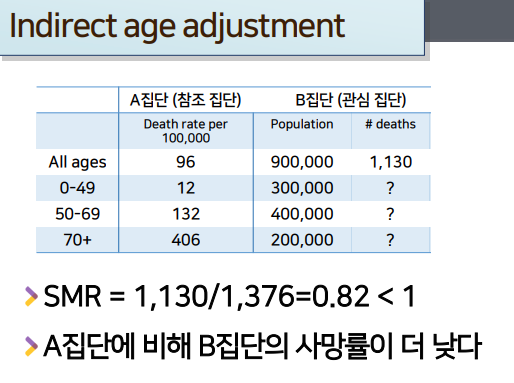 Indirect age adjustment
A집단 (참조 집단) B집단 (관심 집단)
Death rate per 100,000 Population # deaths
All ages 96 900,000 1,130
0-49 12 300,000 ?
50-69 132 400,000 ?
70+ 406 200,000 ?
SMR = 1,130/1,376=0.82 < 1
A집단에 비해 B집단의 사망률이 더 낮다